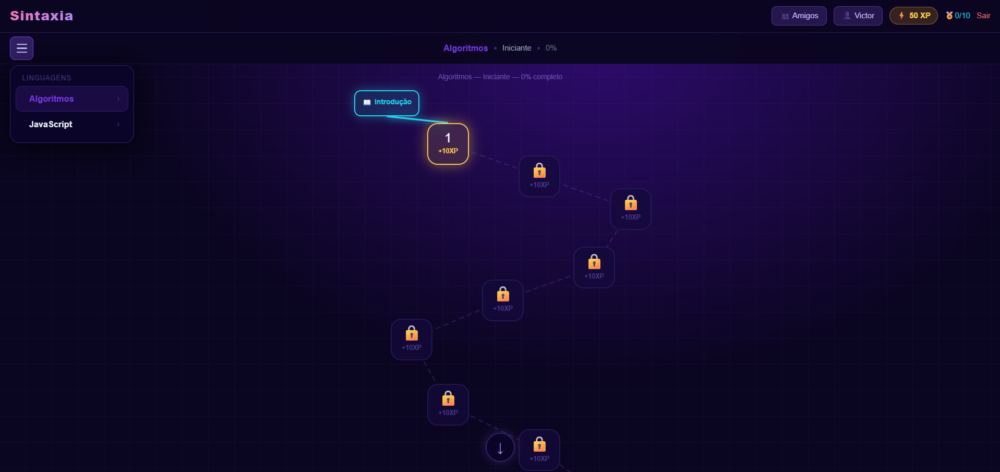 Sintaxia
Amigos
Victor
50 XP
0/10
Sair
Algoritmos • Iniciante • 0%
LINGUAGENS
Algoritmos ›
JavaScript ›
Algoritmos — Iniciante — 0% completo
Introdução
1
+10XP
+10XP
+10XP
+10XP
+10XP
+10XP
+10XP
+10XP